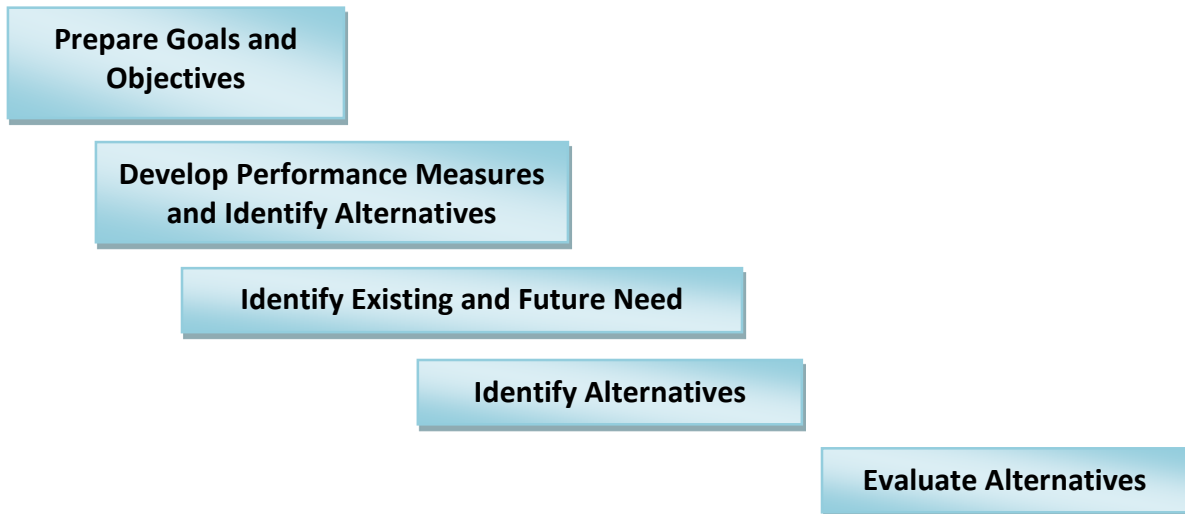 Prepare Goals and
Objectives
Develop Performance Measures
and Identify Alternatives
Identify Existing and Future Need
Identify Alternatives
Evaluate Alternatives